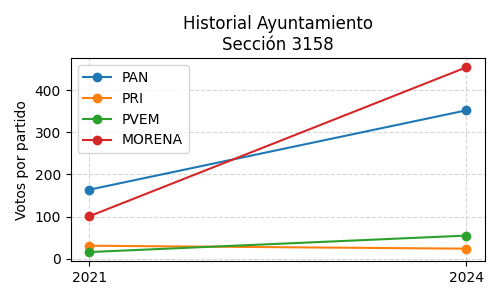 Historial Ayuntamiento
Sección 3158
PAN
PRI
PVEM
MORENA
Votos por partido
400
300
200
100
0
2021
2024